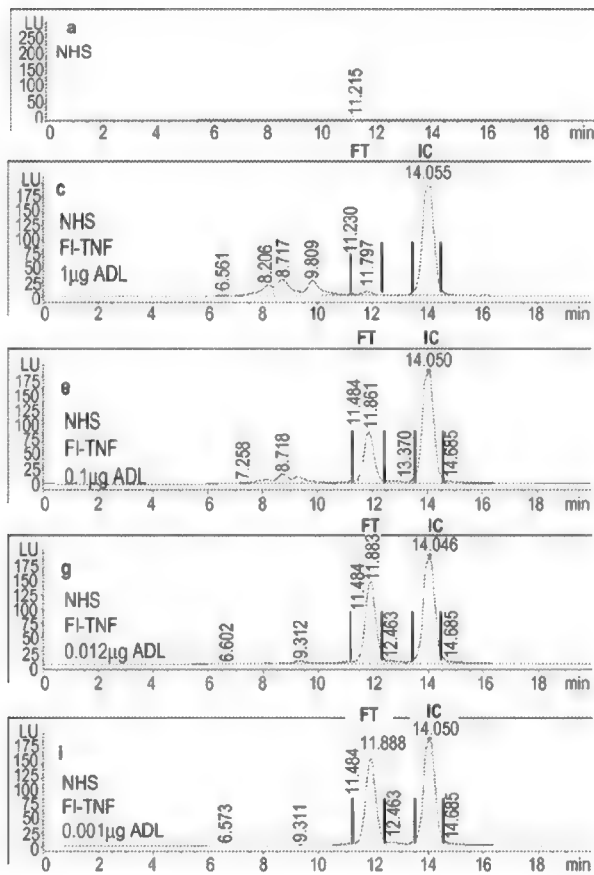 LU
300
250
200
150
100
50
0
a
NHS
11.215
0 2 4 6 8 10 12 14 16 18 min
FT IC
LU
175
150
125
100
75
50
25
0
c
NHS
Fl-TNF
1µg ADL
6.561
8.206
8.717
9.809
11.230
11.797
14.055
0 2 4 6 8 10 12 14 16 18 min
FT IC
LU
175
150
125
100
75
50
25
0
e
NHS
Fl-TNF
0.1µg ADL
7.258
8.718
11.484
11.861
13.370
14.050
14.685
0 2 4 6 8 10 12 14 16 18 min
FT IC
LU
175
150
125
100
75
50
25
0
g
NHS
Fl-TNF
0.012µg ADL
6.602
9.312
11.484
11.883
12.463
14.046
14.685
0 2 4 6 8 10 12 14 16 18 min
FT IC
LU
175
150
125
100
75
50
25
0
i
NHS
Fl-TNF
0.001µg ADL
6.573
9.311
11.484
11.888
12.463
14.050
14.685
0 2 4 6 8 10 12 14 16 18 min